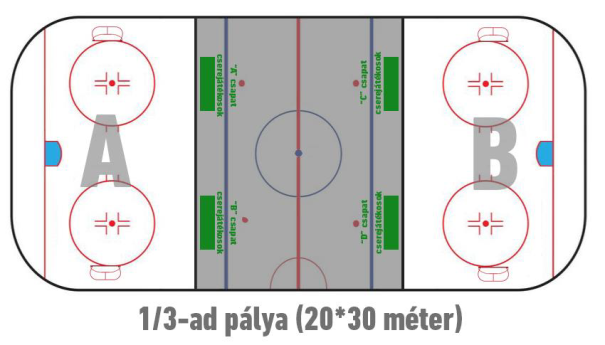 "A" csapat
cserejátékosok
"C" csapat
cserejátékosok
A
B
"B" csapat
cserejátékosok
"D" csapat
cserejátékosok
1/3-ad pálya (20*30 méter)